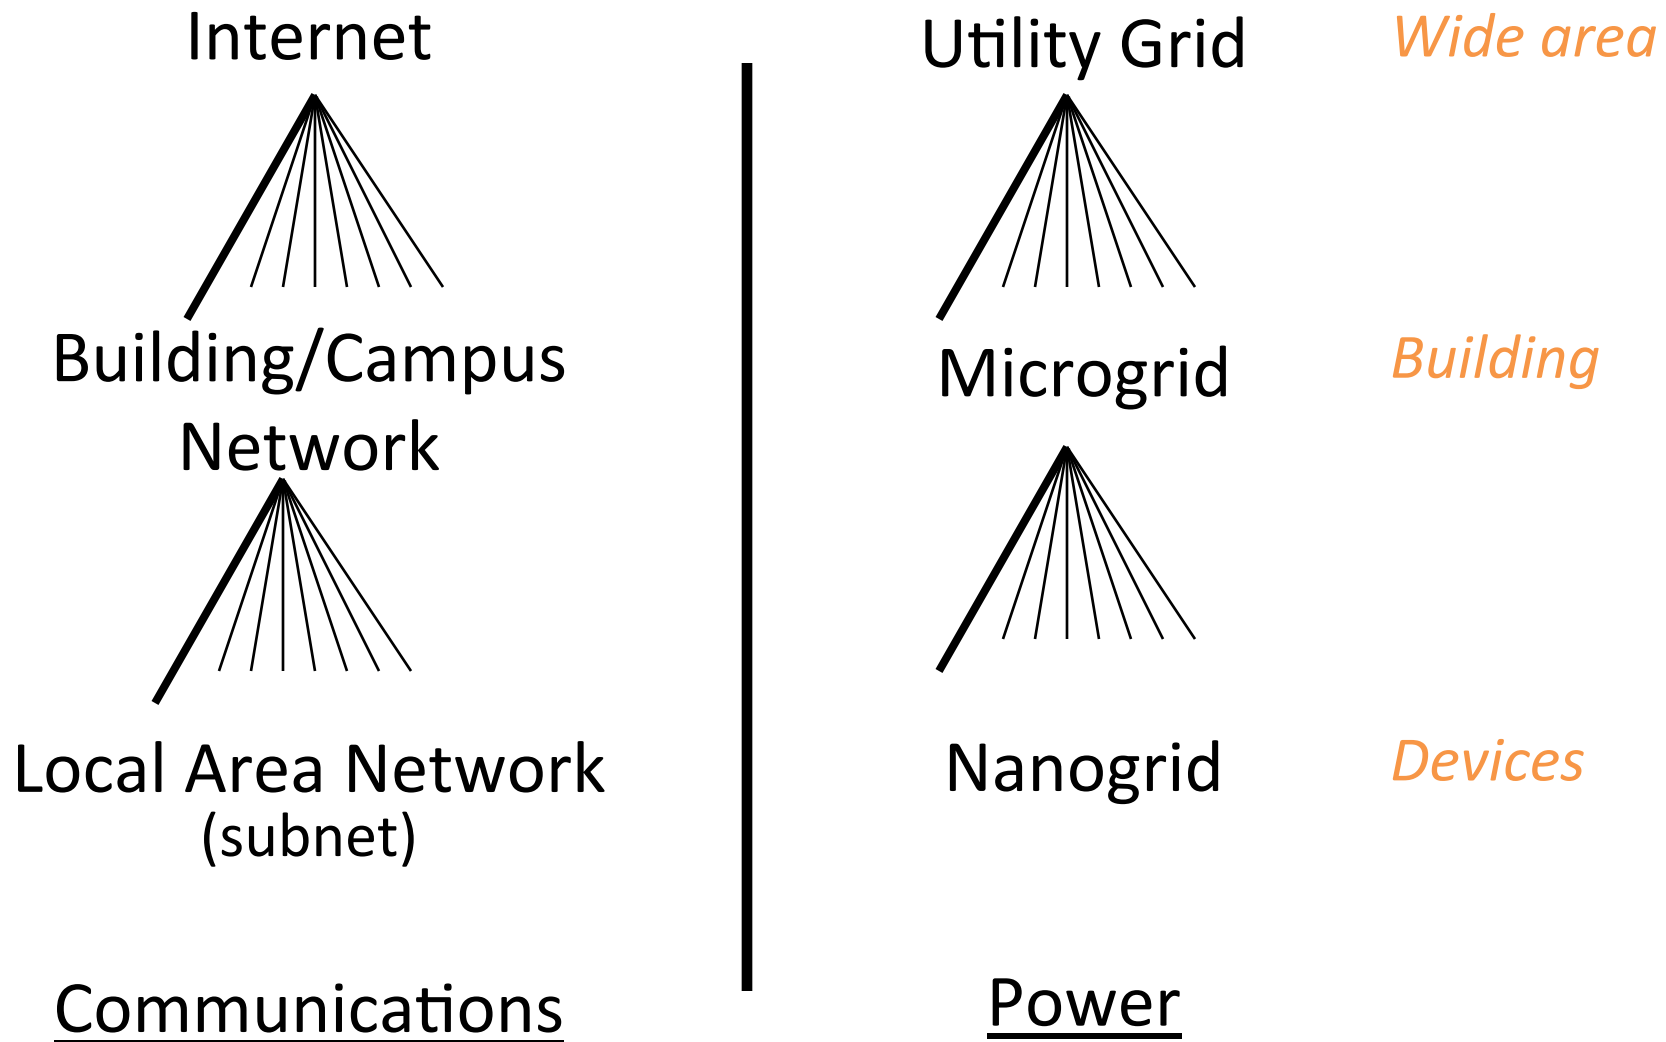 Internet
Utility Grid
Wide area
Building/Campus
Network
Microgrid
Building
Local Area Network
(subnet)
Nanogrid
Devices
Communications
Power